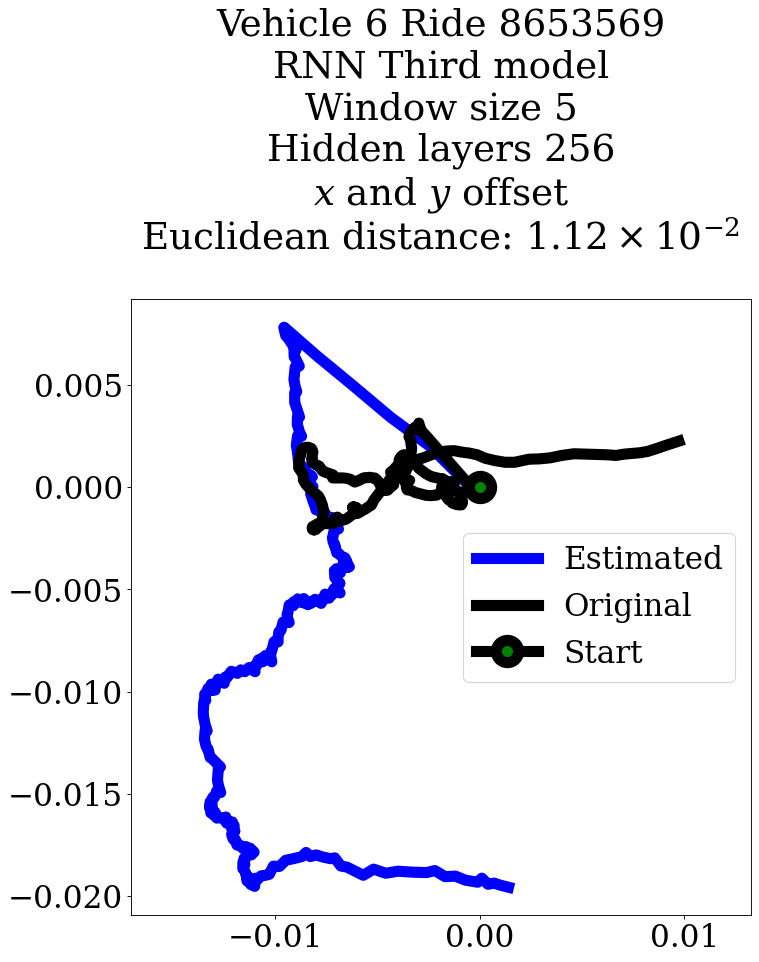 Vehicle 6 Ride 8653569
RNN Third model
Window size 5
Hidden layers 256
x and y offset
Euclidean distance: 1.12 × 10⁻²
0.005
0.000
−0.005
−0.010
−0.015
−0.020
Estimated
Original
Start
−0.01 0.00 0.01